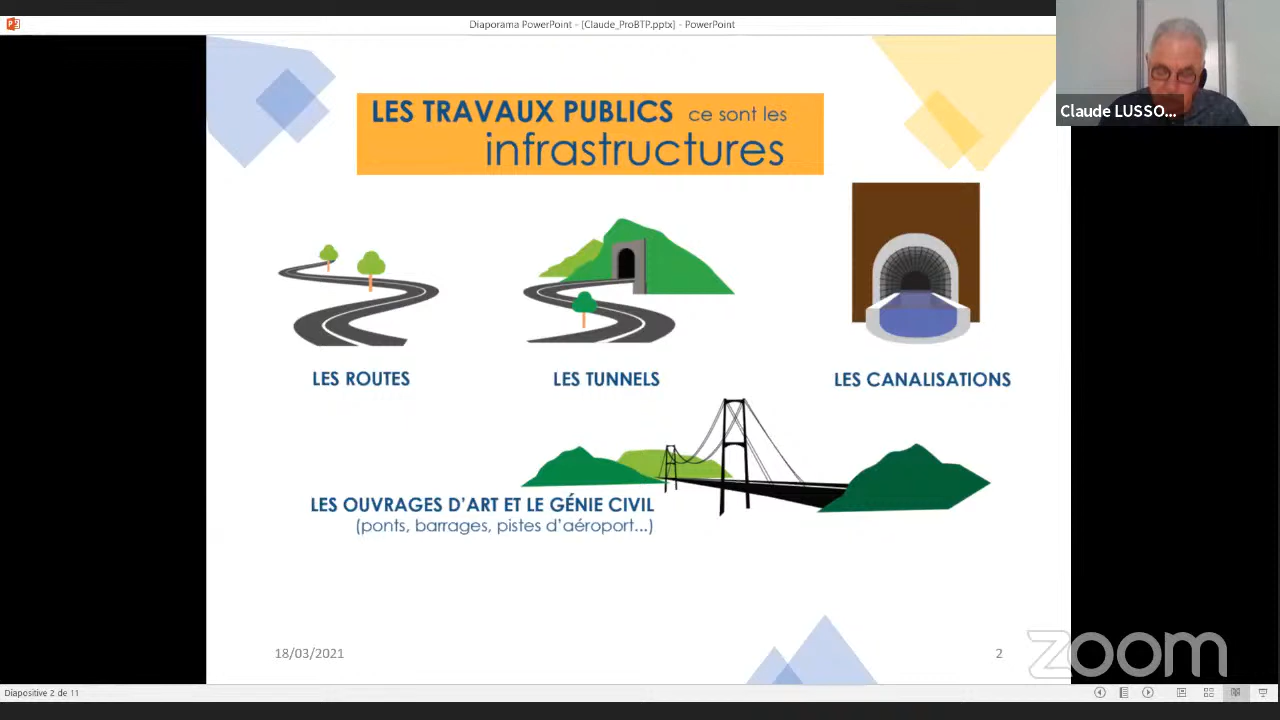 Diaporama PowerPoint - [Claude_ProBTP.pptx] - PowerPoint
Claude LUSSO...
LES TRAVAUX PUBLICS ce sont les
infrastructures
LES ROUTES
LES TUNNELS
LES CANALISATIONS
LES OUVRAGES D'ART ET LE GÉNIE CIVIL
(ponts, barrages, pistes d'aéroport...)
18/03/2021
2
zoom
Diapositive 2 de 11